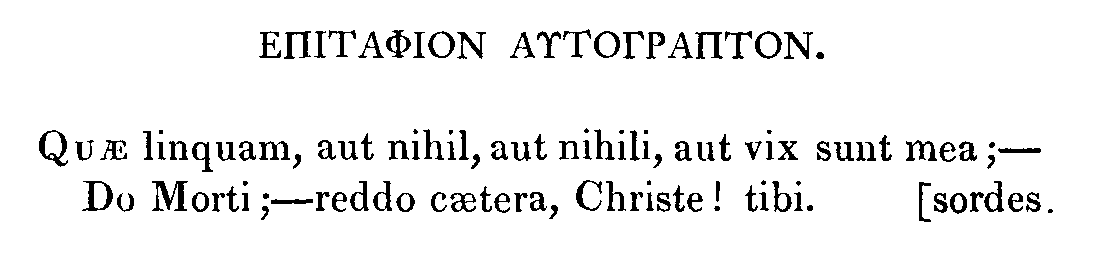 ΕΠΙΤΑΦΙΟΝ ΑΥΤΟΓΡΑΠΤΟΝ.
QUÆ linquam, aut nihil, aut nihili, aut vix sunt mea;—
Do Morti;—reddo cætera, Christe! tibi. [sordes.